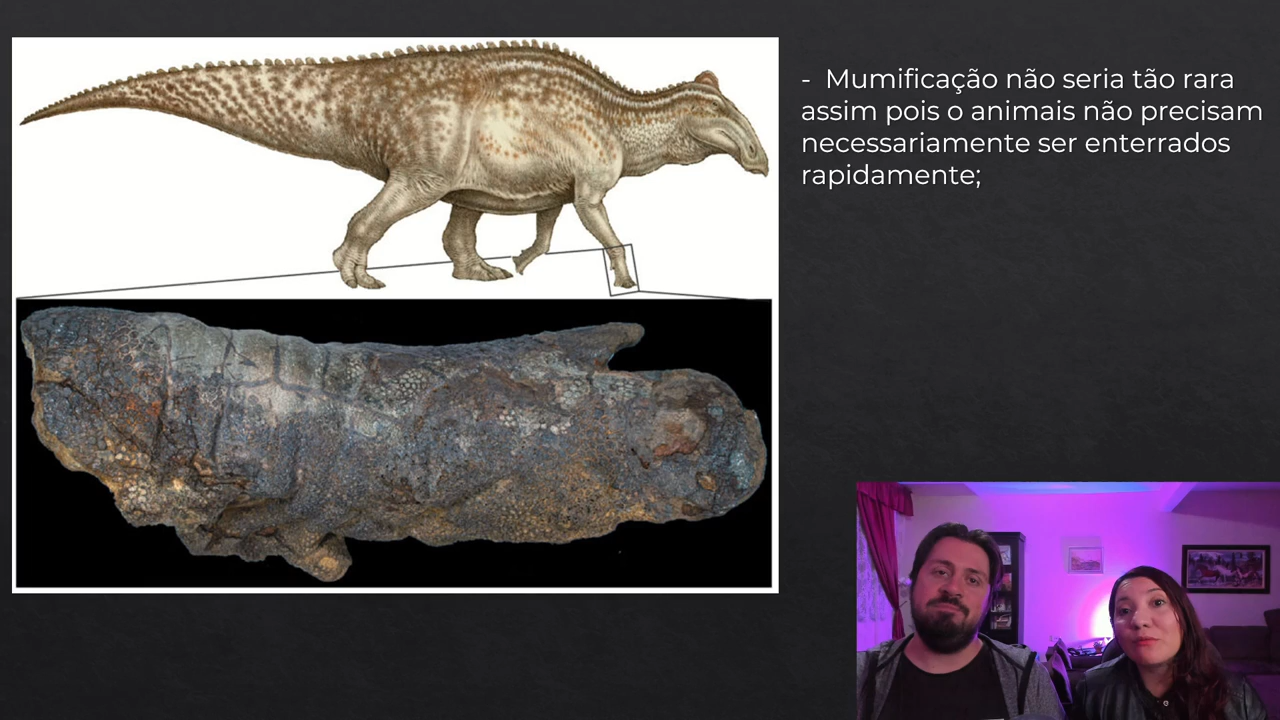 - Mumificação não seria tão rara
assim pois o animais não precisam
necessariamente ser enterrados
rapidamente;